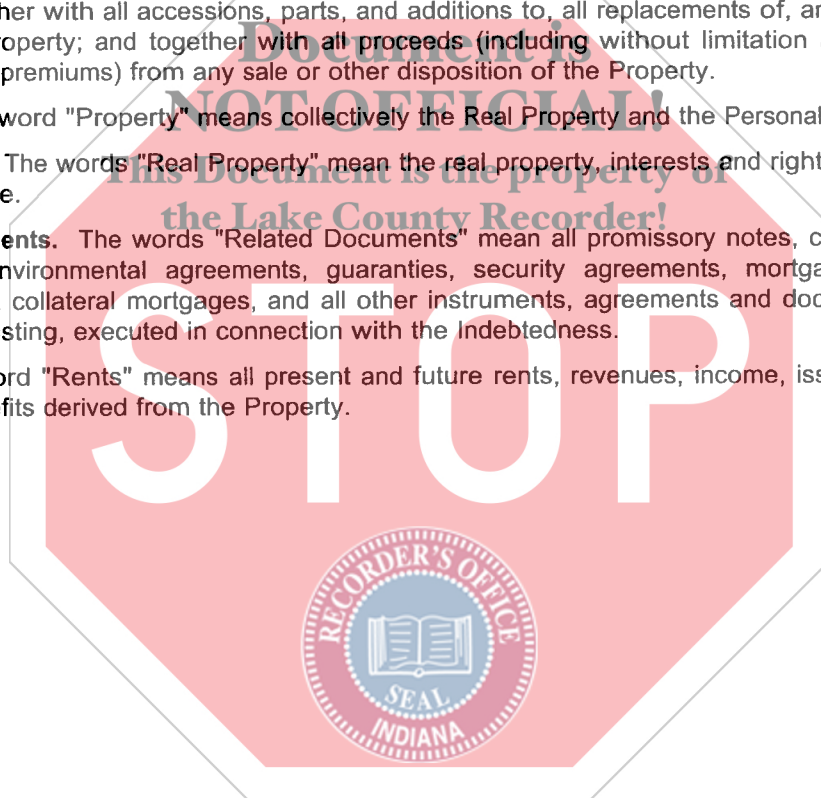 her with all accessions, parts, and additions to, all replacements of, an
Document is
operty; and together with all proceeds (including without limitation
premiums) from any sale or other disposition of the Property.
NOT OFFICIAL!
word "Property" means collectively the Real Property and the Personal
This Document is the property of
The words "Real Property" mean the real property, interests and right
e.
the Lake County Recorder!
ents. The words "Related Documents" mean all promissory notes, c
nvironmental agreements, guaranties, security agreements, mortga
collateral mortgages, and all other instruments, agreements and doc
sting, executed in connection with the Indebtedness.
ord "Rents" means all present and future rents, revenues, income, iss
fits derived from the Property.
STOP
RECORDER'S OFFICE
SEAL
INDIANA